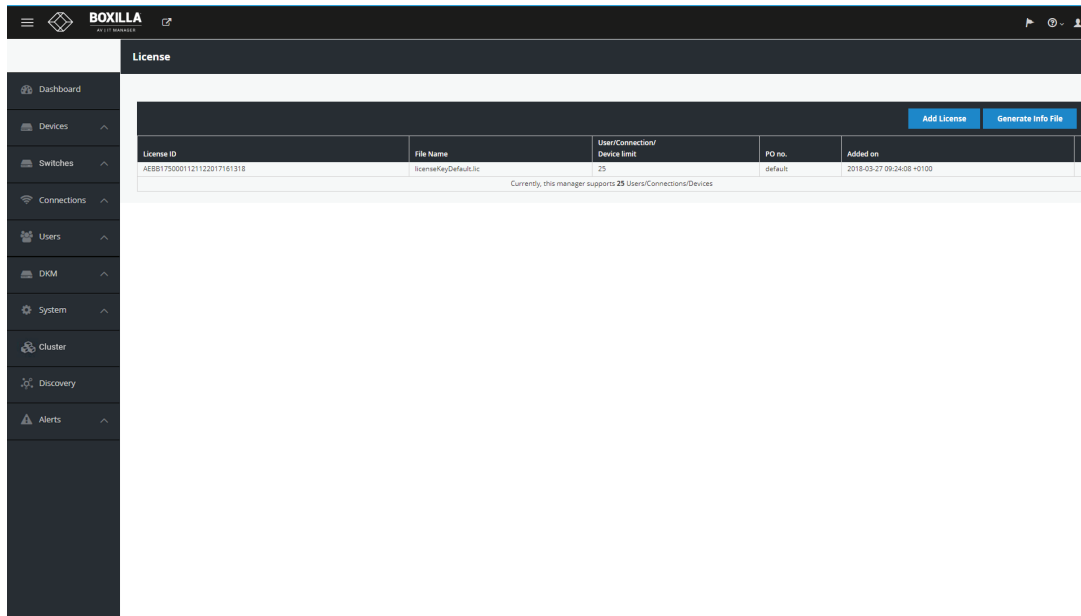 BOXILLA
AV | IT MANAGER
License
Dashboard
Devices
Switches
Connections
Users
DKM
System
Cluster
Discovery
Alerts
Add License
Generate Info File
License ID
File Name
User/Connection/
Device limit
PO no.
Added on
AEBB1750001121122017161318
licenseKeyDefault.lic
25
default
2018-03-27 09:24:08 +0100
Currently, this manager supports 25 Users/Connections/Devices